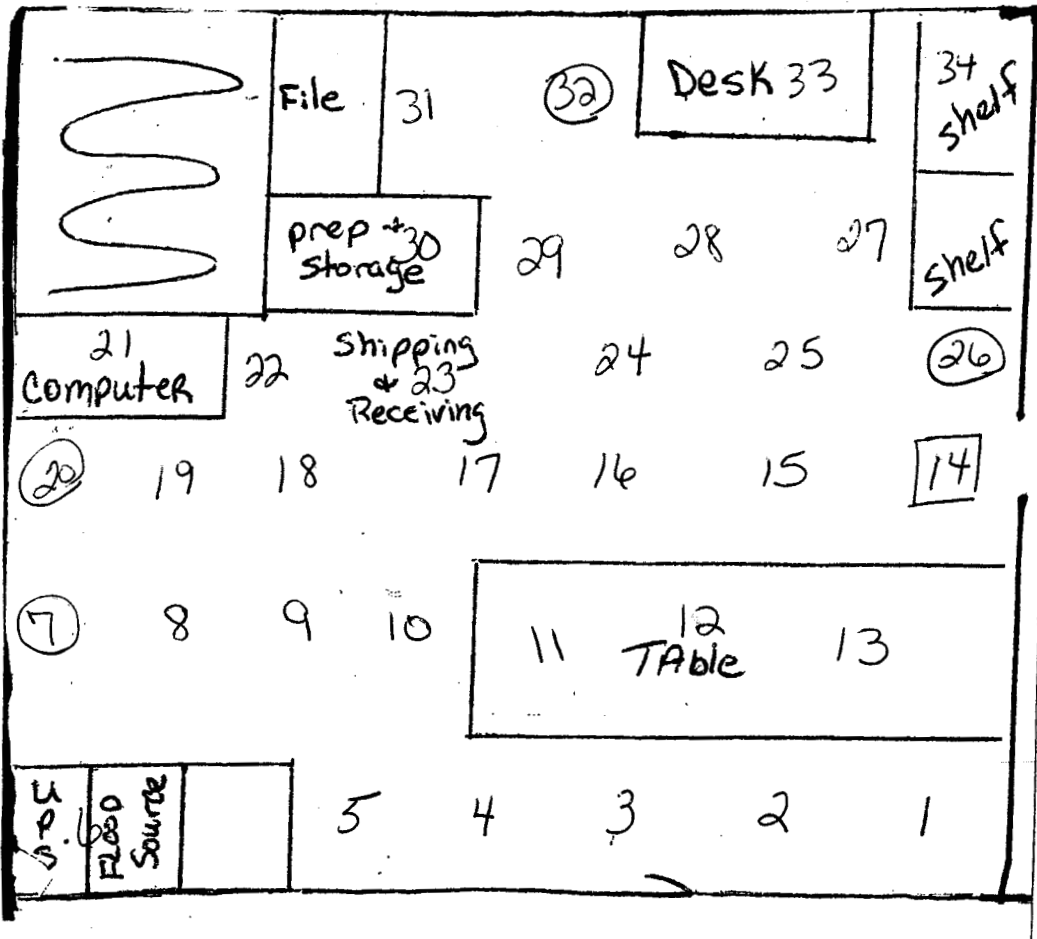 File 31 32 Desk 33 34
shelf
prep + 30
Storage
29 28 27 shelf
21
Computer
22 Shipping
& 23
Receiving
24 25 26
20 19 18 17 16 15 14
7 8 9 10 11 12 13
TAble
UPS 6 FLOOD
Source
5 4 3 2 1